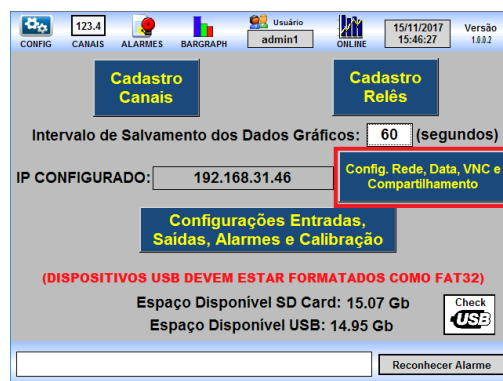 CONFIG
123.4
CANAIS
ALARMES
BARGRAPH
Usuário
admin1
ONLINE
15/11/2017
15:46:27
Versão
1.0.0.2
Cadastro
Canais
Cadastro
Relês
Intervalo de Salvamento dos Dados Gráficos: 60 (segundos)
IP CONFIGURADO: 192.168.31.46
Config. Rede, Data, VNC e
Compartilhamento
Configurações Entradas,
Saídas, Alarmes e Calibração
(DISPOSITIVOS USB DEVEM ESTAR FORMATADOS COMO FAT32)
Espaço Disponível SD Card: 15.07 Gb
Espaço Disponível USB: 14.95 Gb
Check
USB
Reconhecer Alarme